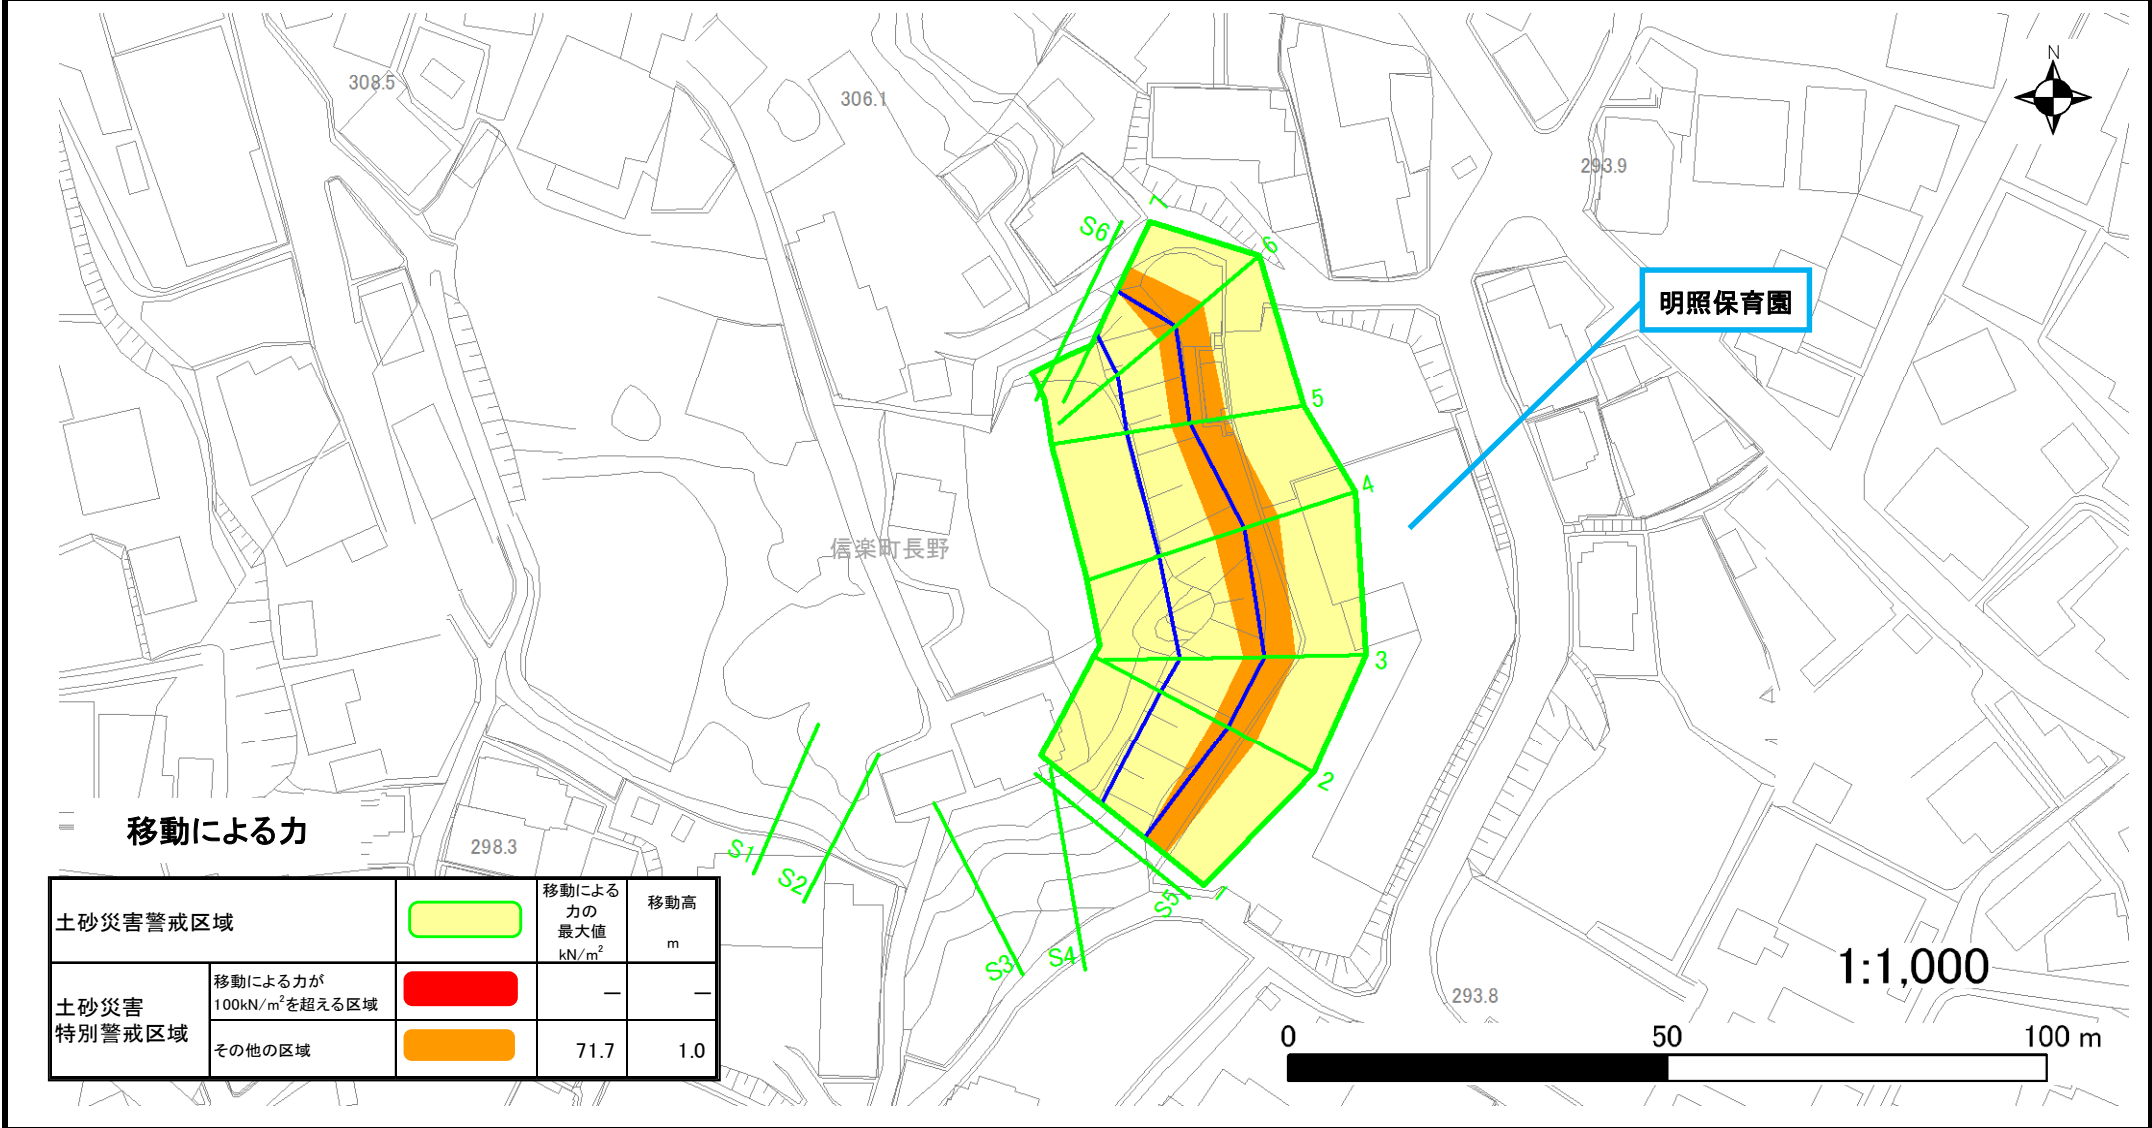 308.5
306.1
N
293.9
7
S6
6
明照保育園
5
4
信楽町長野
3
2
S1
S2
S5
1
S3
S4
298.3
293.8
移動による力
土砂災害警戒区域
移動による
力の
最大値
kN/m²
移動高
m
土砂災害
特別警戒区域
移動による力が
100kN/m²を超える区域
—
—
その他の区域
71.7
1.0
1:1,000
0
50
100 m